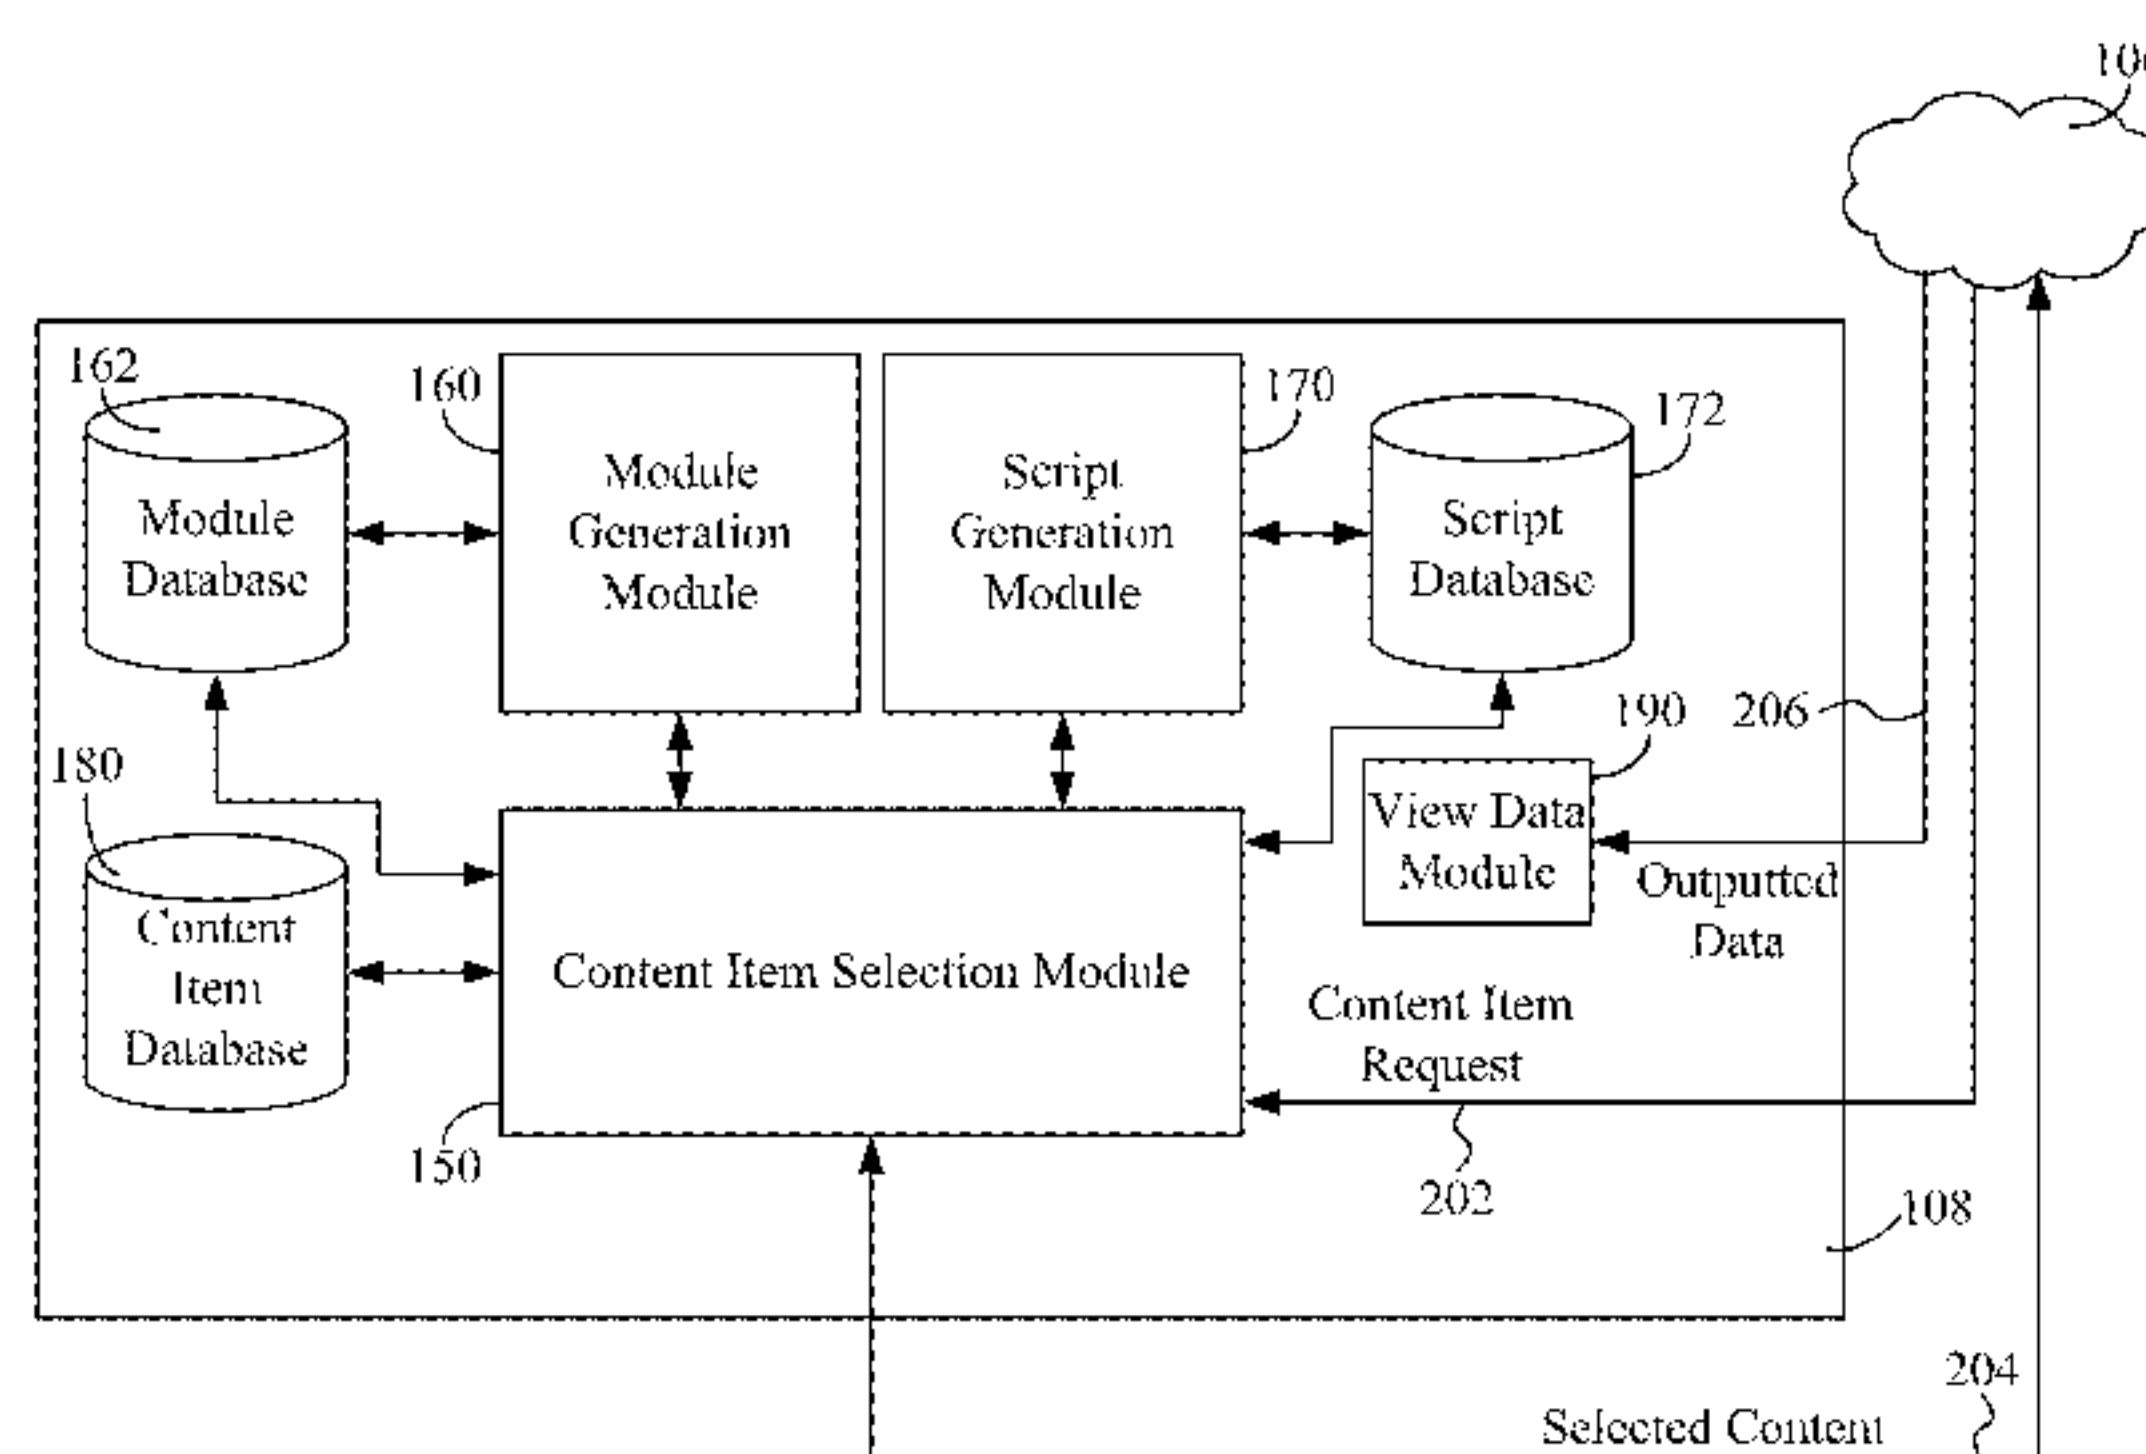 162
160
170
172
Module
Generation
Module
Script
Generation
Module
Module
Database
Script
Database
180
190
206
View Data
Module
Outputted
Data
Content
Item
Database
Content Item Selection Module
Content Item
Request
150
202
108
204
Selected Content